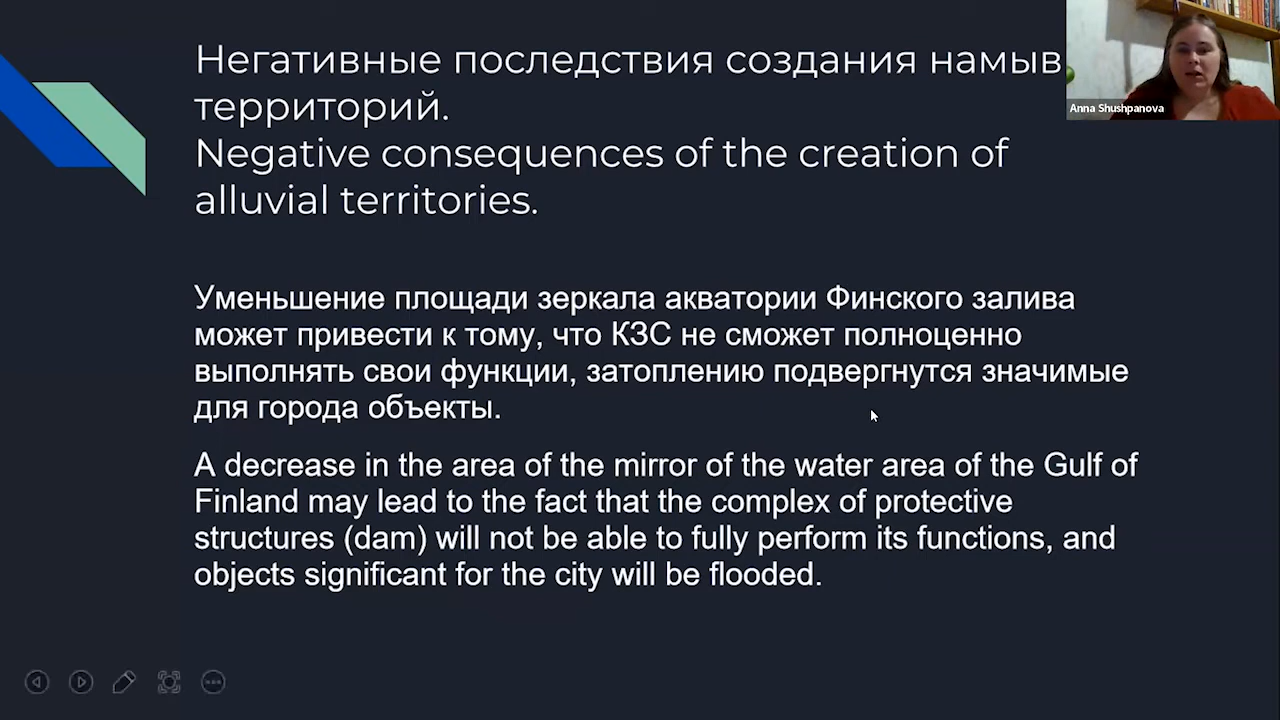 Негативные последствия создания намыв
территорий.
Negative consequences of the creation of
alluvial territories.
Anna Shushpanova
Уменьшение площади зеркала акватории Финского залива
может привести к тому, что КЗС не сможет полноценно
выполнять свои функции, затоплению подвергнутся значимые
для города объекты.
A decrease in the area of the mirror of the water area of the Gulf of
Finland may lead to the fact that the complex of protective
structures (dam) will not be able to fully perform its functions, and
objects significant for the city will be flooded.